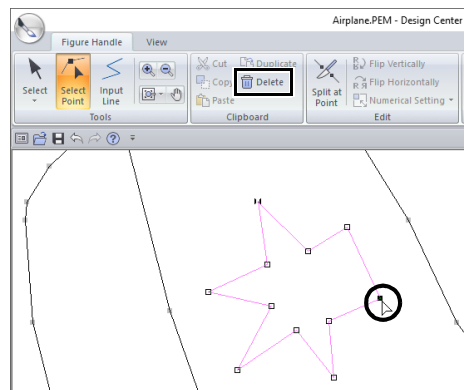 Airplane.PEM - Design Center
Figure Handle View
Cut Duplicate Flip Vertically
Copy Delete Flip Horizontally
Select Select Point Input Line Paste Split at Point Numerical Setting
Tools Clipboard Edit